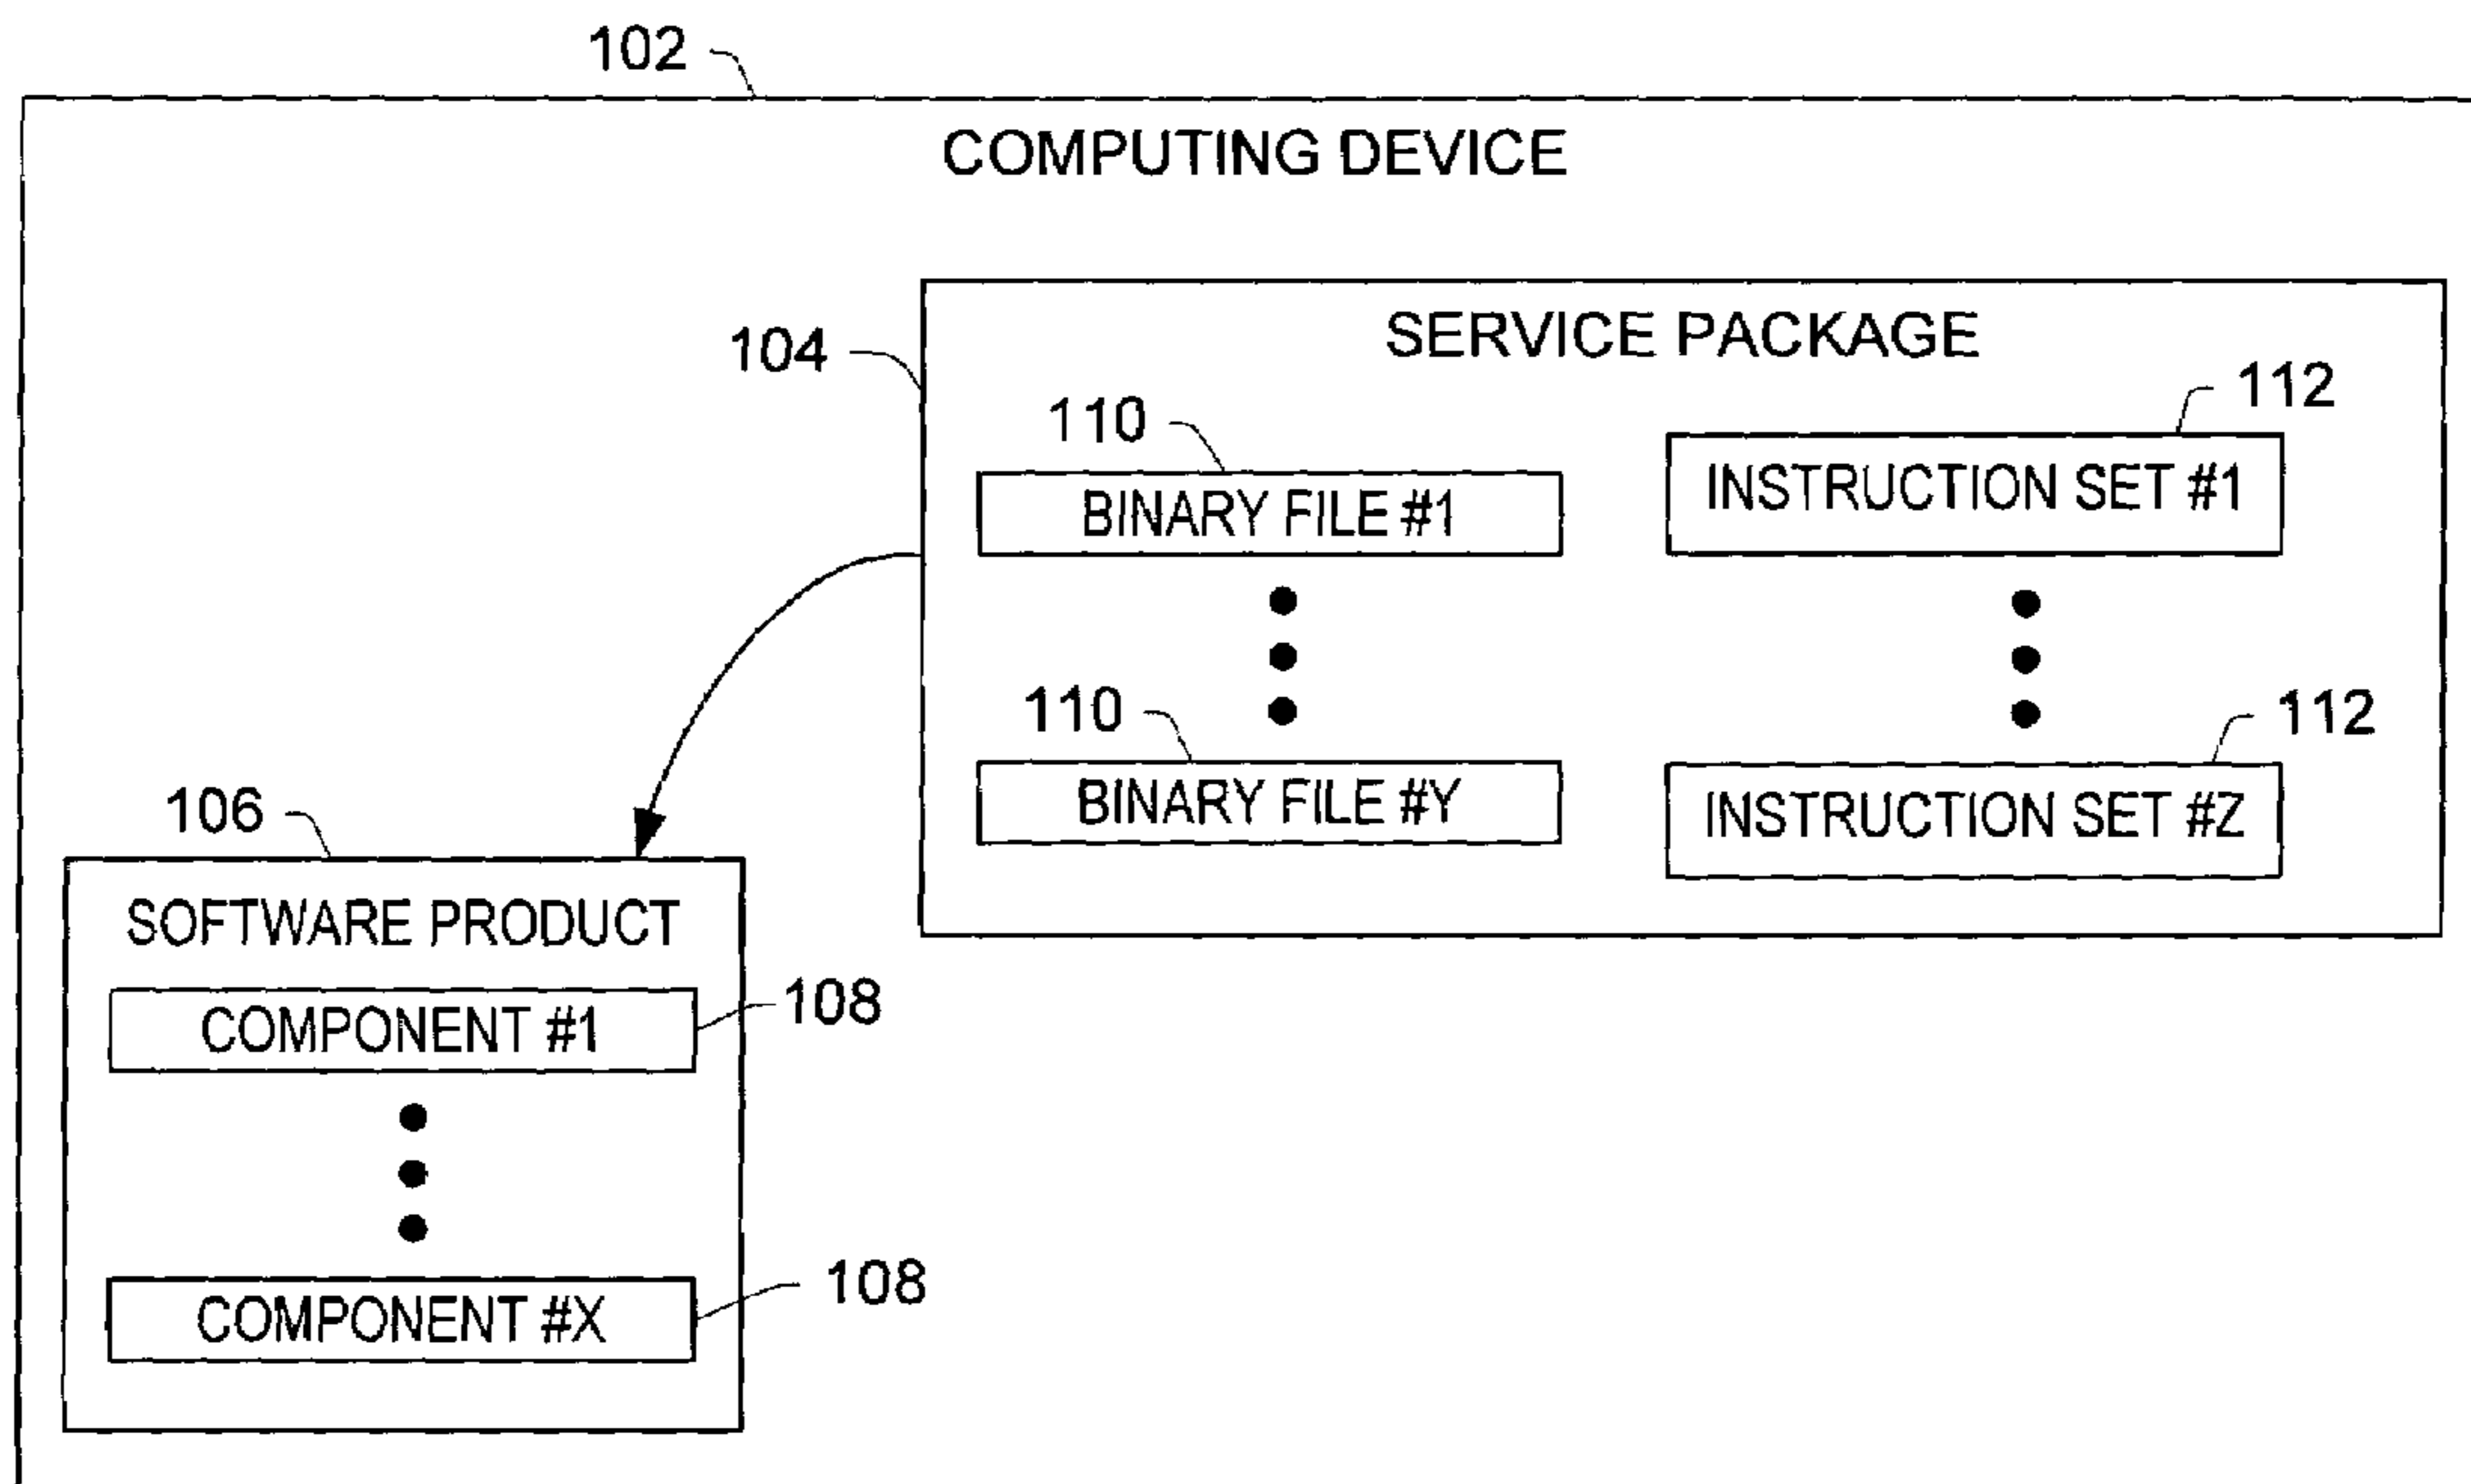 102
COMPUTING DEVICE
104
SERVICE PACKAGE
110
112
BINARY FILE #1
INSTRUCTION SET #1
110
112
BINARY FILE #Y
INSTRUCTION SET #Z
106
SOFTWARE PRODUCT
COMPONENT #1
108
COMPONENT #X
108